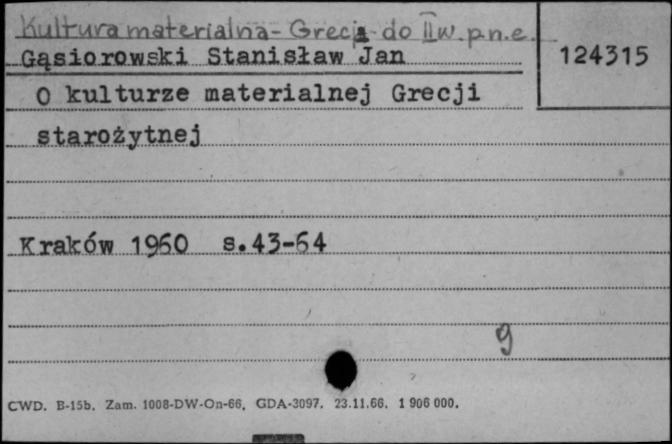 Kultura materialna - Grecja - do II w. p.n.e.
Gąsiorowski Stanisław Jan
124315
O kulturze materialnej Grecji
starożytnej
Kraków 1960 s.43-64
g
CWD. B-15b. Zam. 1008-DW-On-66. GDA-3097. 23.11.66. 1 906 000.